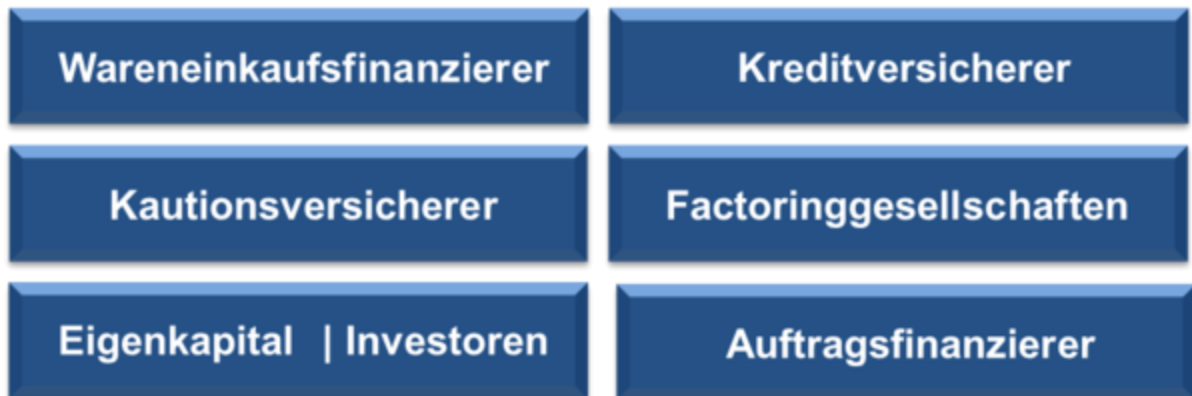 Wareneinkaufsfinanzierer
Kreditversicherer
Kautionsversicherer
Factoringgesellschaften
Eigenkapital | Investoren
Auftragsfinanzierer